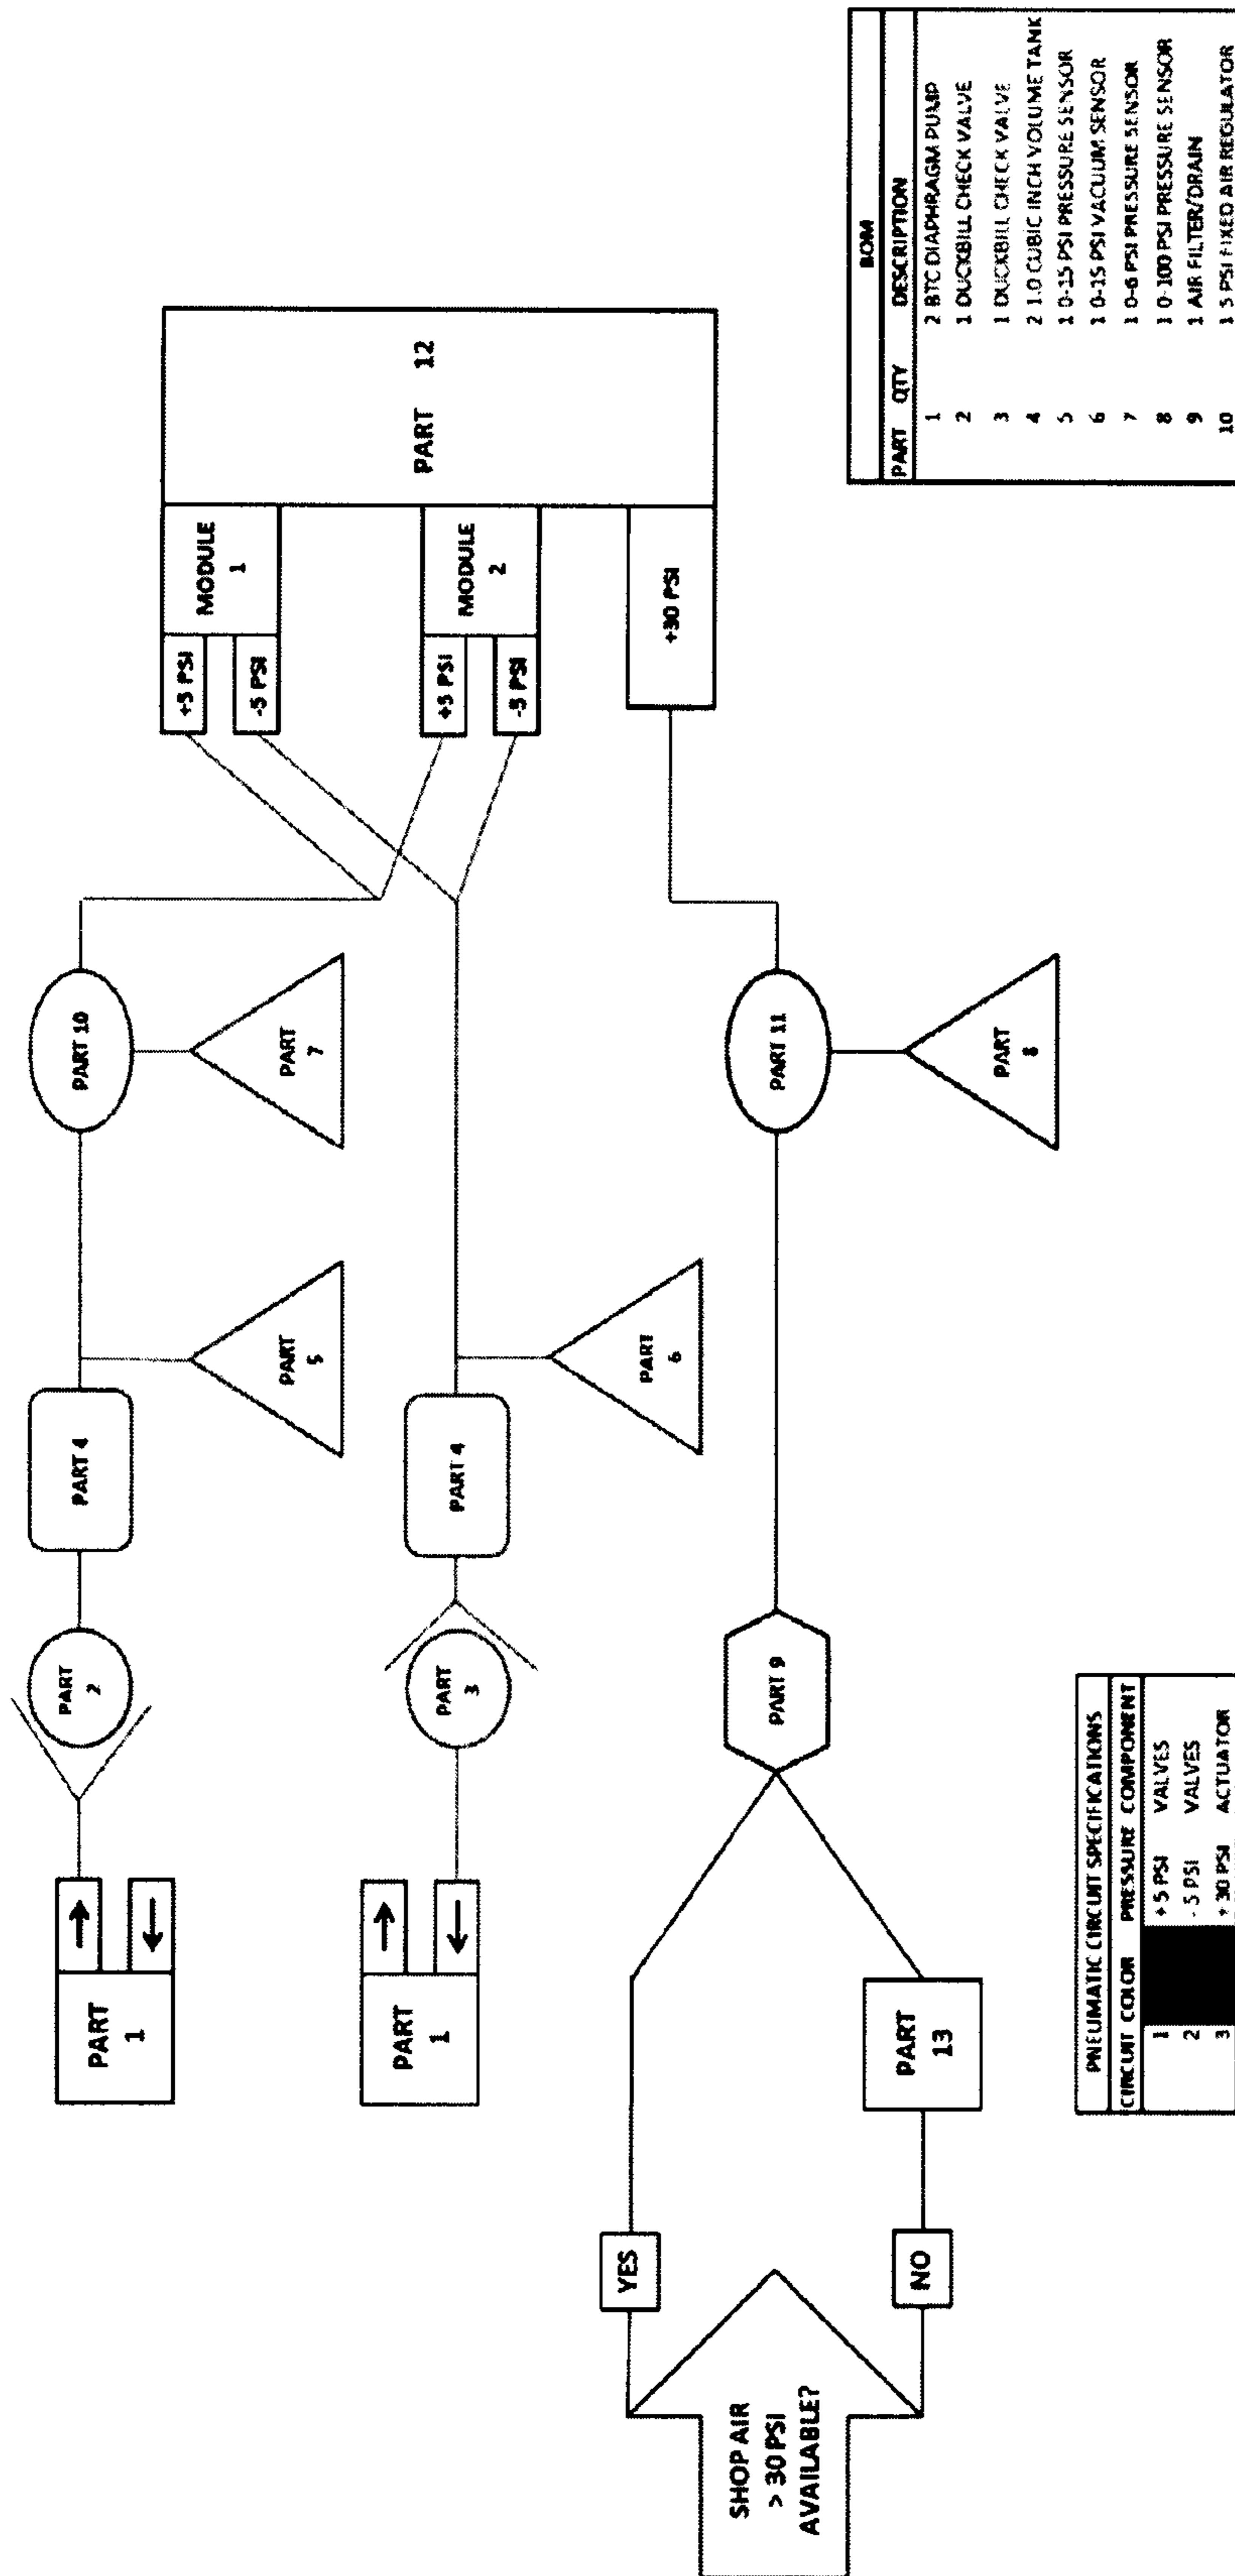 PART 1
PART 2
PART 4
PART 5
PART 10
PART 7
PART 1
PART 3
PART 4
PART 6
+5 PSI
-5 PSI
MODULE 1
+5 PSI
-5 PSI
MODULE 2
+30 PSI
PART 12
SHOP AIR
> 30 PSI
AVAILABLE?
YES
NO
PART 13
PART 9
PART 11
PART 8
PNEUMATIC CIRCUIT SPECIFICATIONS
CIRCUIT COLOR PRESSURE COMPONENT
1 +5 PSI VALVES
2 -5 PSI VALVES
3 +30 PSI ACTUATOR
BOM
PART QTY DESCRIPTION
1 2 BTC DIAPHRAGM PUMP
2 1 DUCKBILL CHECK VALVE
3 1 DUCKBILL CHECK VALVE
4 2 1.0 CUBIC INCH VOLUME TANK
5 1 0-15 PSI PRESSURE SENSOR
6 1 0-15 PSI VACUUM SENSOR
7 1 0-6 PSI PRESSURE SENSOR
8 1 0-100 PSI PRESSURE SENSOR
9 1 AIR FILTER/DRAIN
10 1 5 PSI FIXED AIR REGULATOR